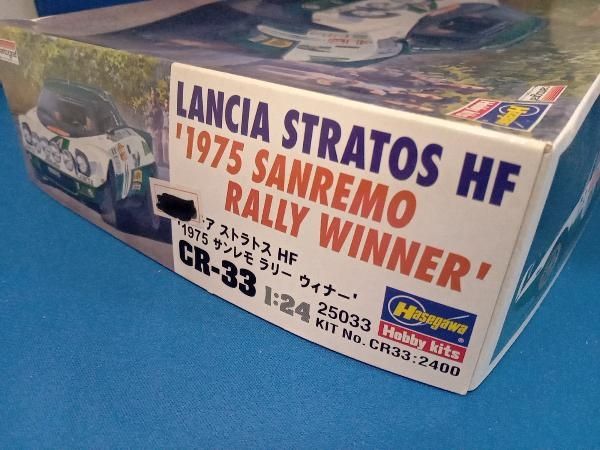 LANCIA STRATOS HF
'1975 SANREMO
RALLY WINNER'
ア ストラトス HF
'1975 サンレモ ラリー ウィナー'
CR-33 1:24 25033
KIT No. CR33:2400
Hasegawa
Hobby kits